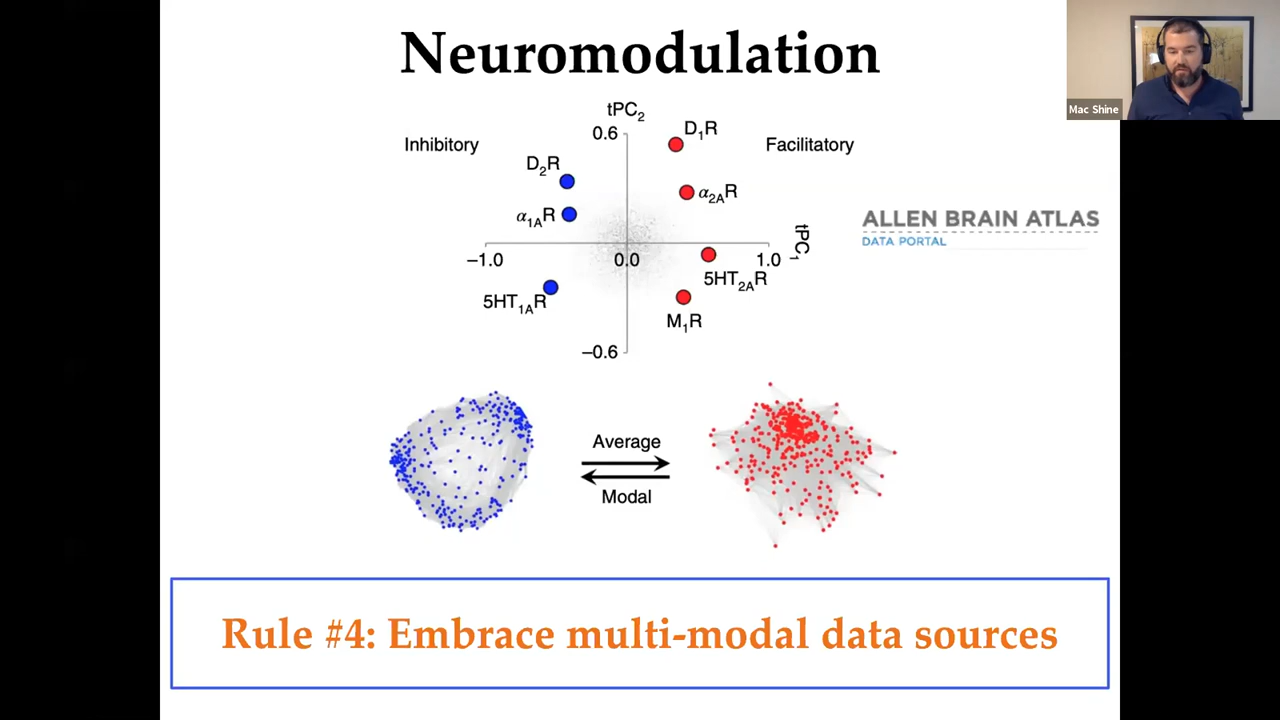 Neuromodulation
Mac Shine
tPC₂
0.6
D₁R
Inhibitory
Facilitatory
D₂R
α₂ₐR
α₁ₐR
ALLEN BRAIN ATLAS
DATA PORTAL
tPC₁
−1.0
0.0
1.0
5HT₂ₐR
5HT₁ₐR
M₁R
−0.6
Average
Modal
Rule #4: Embrace multi-modal data sources